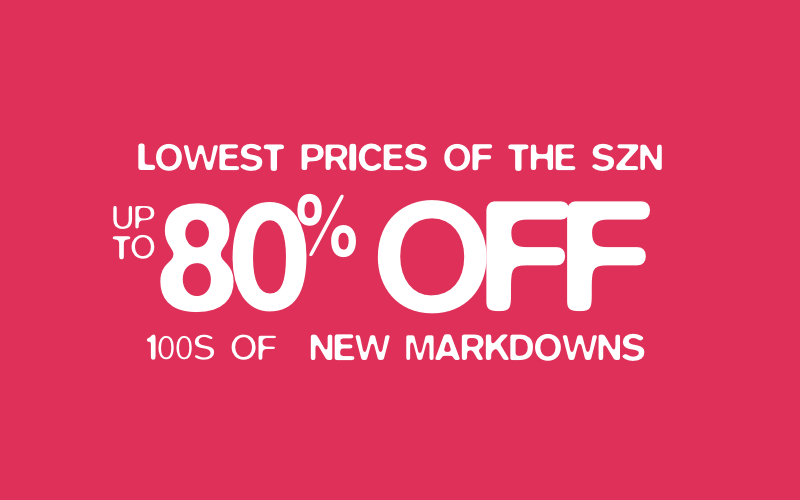 LOWEST PRICES OF THE SZN
UP TO 80% OFF
100S OF NEW MARKDOWNS